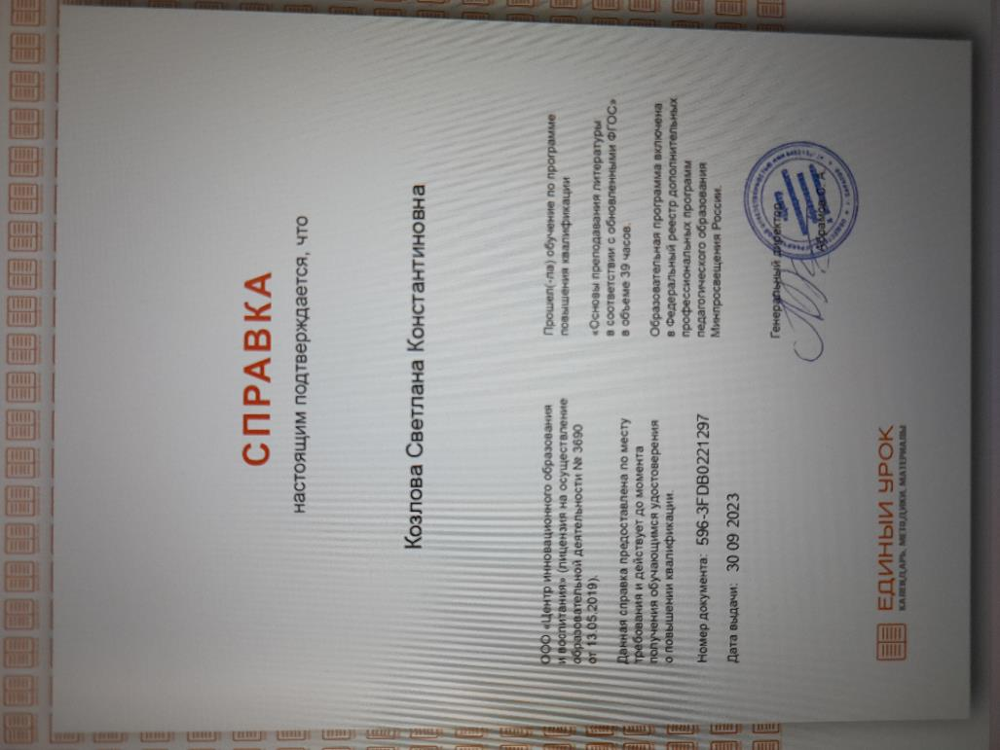 СПРАВКА
настоящим подтверждается, что
Козлова Светлана Константиновна
ООО «Центр инновационного образования
и воспитания» (лицензия на осуществление
образовательной деятельности № 3690
от 13.05.2019).
Данная справка предоставлена по месту
требования и действует до момента
получения обучающимся удостоверения
о повышении квалификации.
Номер документа: 596-3FDB0221297
Дата выдачи: 30 09 2023
Прошел(-ла) обучение по программе
повышения квалификации
«Основы преподавания литературы
в соответствии с обновленными ФГОС»
в объеме 39 часов.
Образовательная программа включена
в Федеральный реестр дополнительных
профессиональных программ
педагогического образования
Минпросвещения России.
Генеральный директор
ЕДИНЫЙ УРОК
КАЛЕНДАРЬ, МЕТОДИКИ, МАТЕРИАЛЫ